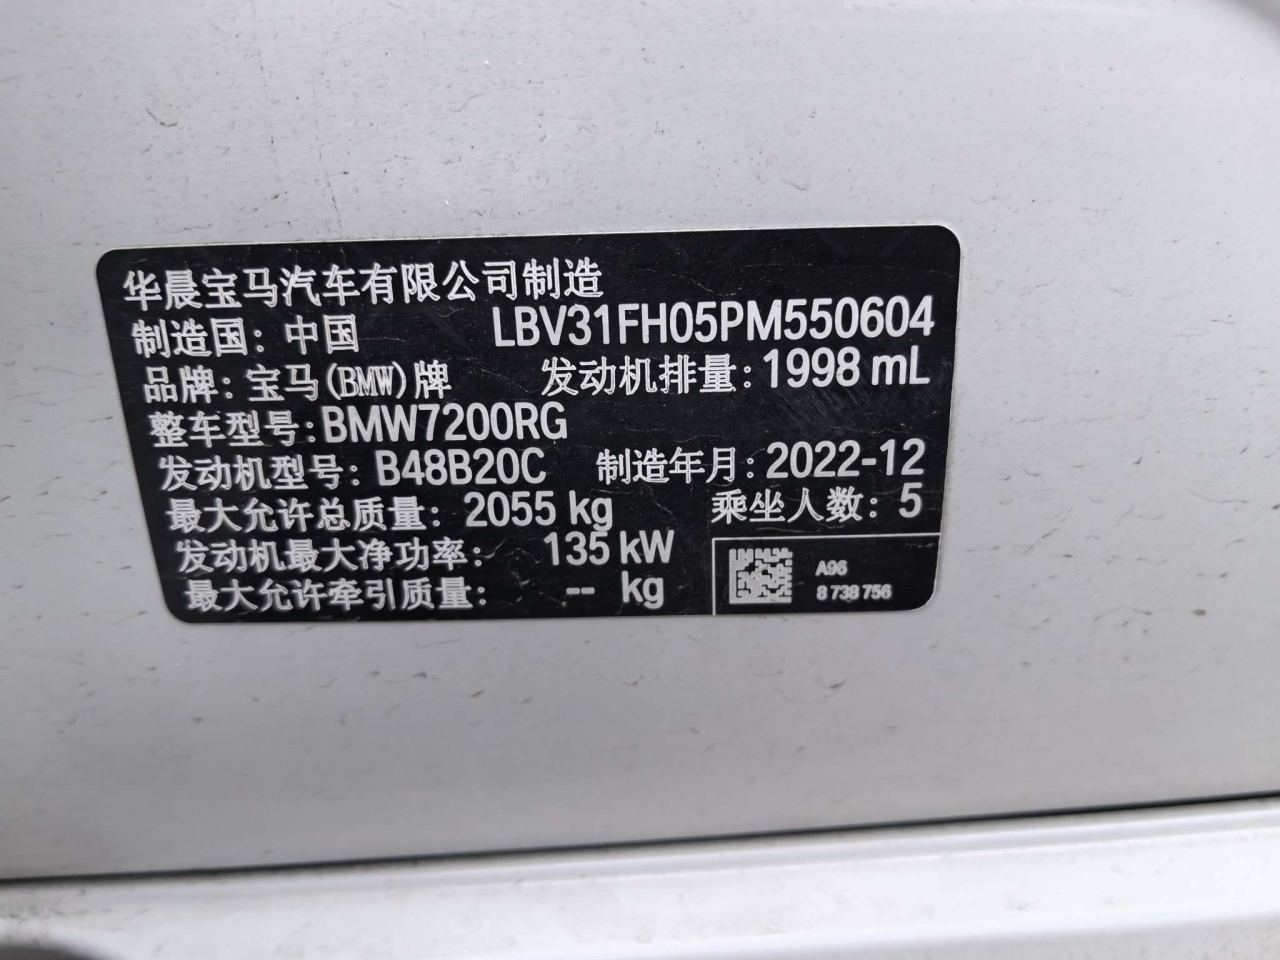 华晨宝马汽车有限公司制造
制造国：中国 LBV31FH05PM550604
品牌：宝马(BMW)牌 发动机排量：1998 mL
整车型号：BMW7200RG
发动机型号：B48B20C 制造年月：2022-12
最大允许总质量：2055 kg 乘坐人数：5
发动机最大净功率： 135 kW
最大允许牵引质量： -- kg
A96
8 738 756